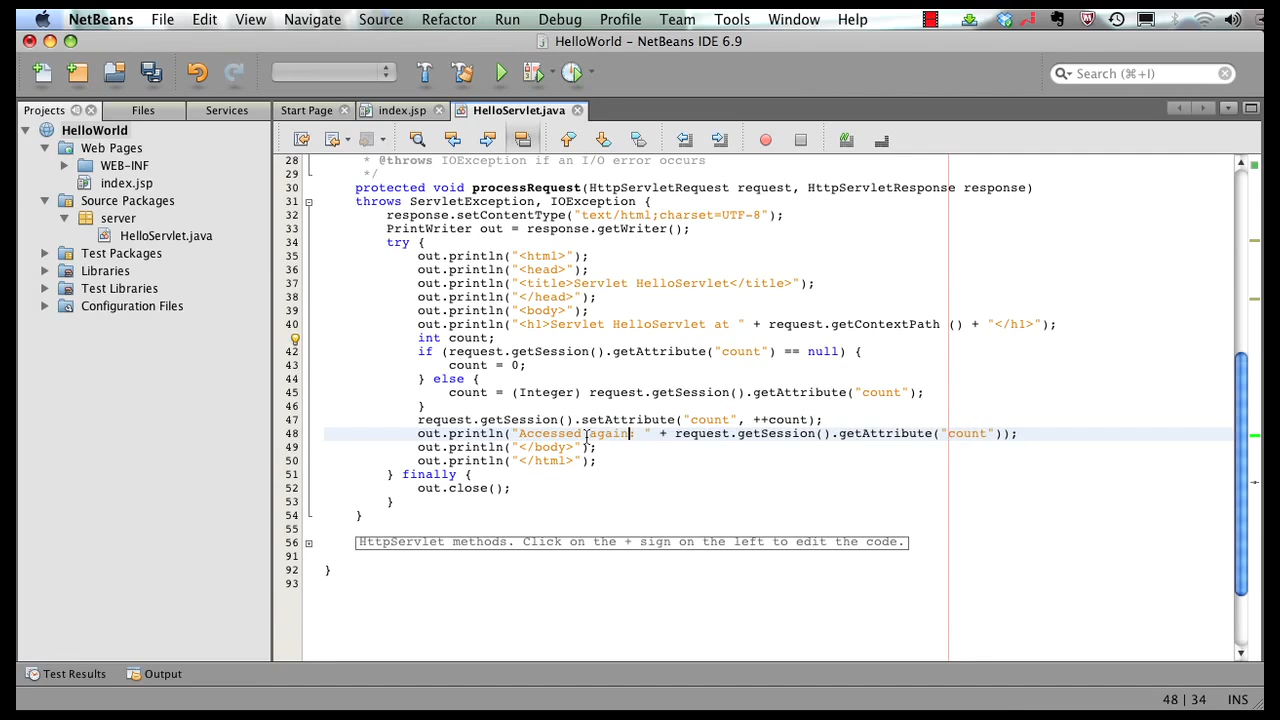 NetBeans File Edit View Navigate Source Refactor Run Debug Profile Team Tools Window Help
HelloWorld – NetBeans IDE 6.9
Search (⌘+I)
Projects Files Services Start Page index.jsp HelloServlet.java
HelloWorld
Web Pages
WEB-INF
index.jsp
Source Packages
server
HelloServlet.java
Test Packages
Libraries
Test Libraries
Configuration Files
28 * @throws IOException if an I/O error occurs
29 */
30 protected void processRequest(HttpServletRequest request, HttpServletResponse response)
31 throws ServletException, IOException {
32 response.setContentType("text/html;charset=UTF-8");
33 PrintWriter out = response.getWriter();
34 try {
35 out.println("<html>");
36 out.println("<head>");
37 out.println("<title>Servlet HelloServlet</title>");
38 out.println("</head>");
39 out.println("<body>");
40 out.println("<h1>Servlet HelloServlet at " + request.getContextPath () + "</h1>");
int count;
42 if (request.getSession().getAttribute("count") == null) {
43 count = 0;
44 } else {
45 count = (Integer) request.getSession().getAttribute("count");
46 }
47 request.getSession().setAttribute("count", ++count);
48 out.println("Accessed again: " + request.getSession().getAttribute("count"));
49 out.println("</body>");
50 out.println("</html>");
51 } finally {
52 out.close();
53 }
54 }
55
56 HttpServlet methods. Click on the + sign on the left to edit the code.
91
92 }
93
Test Results Output
48 | 34 INS